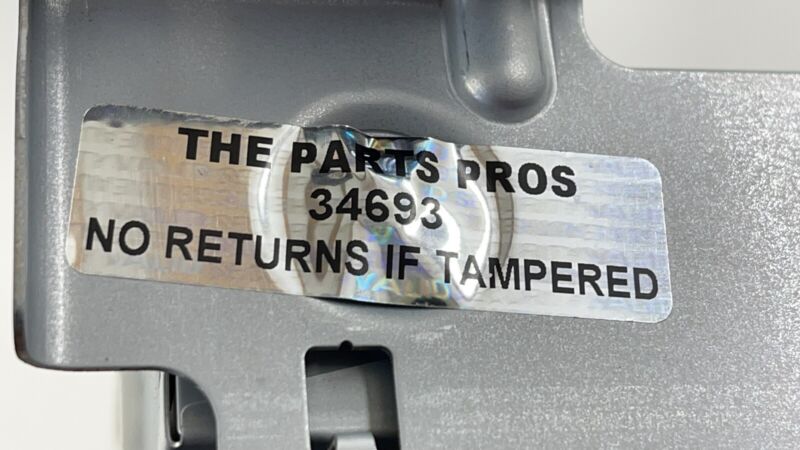 THE PARTS PROS
34693
NO RETURNS IF TAMPERED